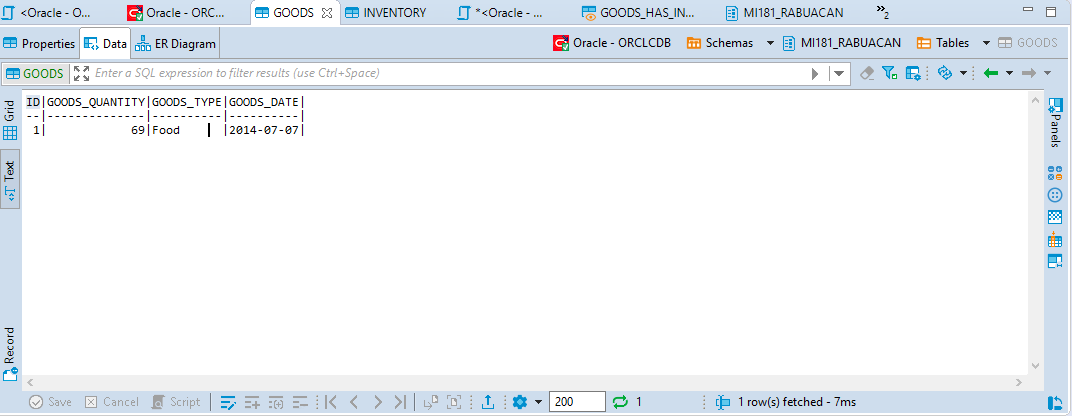 <Oracle - O...
Oracle - ORC...
GOODS
INVENTORY
*<Oracle - ...
GOODS_HAS_IN...
MI181_RABUACAN
»2
Properties
Data
ER Diagram
Oracle - ORCLCDB
Schemas
MI181_RABUACAN
Tables
GOODS
GOODS
Enter a SQL expression to filter results (use Ctrl+Space)
Grid
Text
Record
ID|GOODS_QUANTITY|GOODS_TYPE|GOODS_DATE|
--|--------------|----------|----------|
 1|            69|Food      |2014-07-07|
Panels
Save
Cancel
Script
200
1
1 row(s) fetched - 7ms